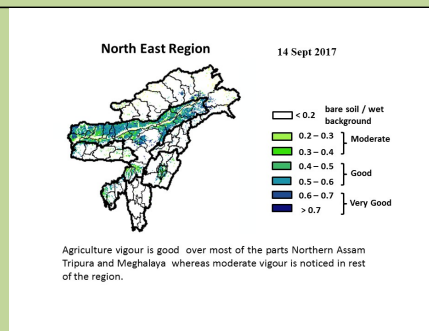 North East Region
14 Sept 2017
< 0.2 bare soil / wet
background
0.2 – 0.3
Moderate
0.3 – 0.4
0.4 – 0.5
Good
0.5 – 0.6
0.6 – 0.7
Very Good
> 0.7
Agriculture vigour is good over most of the parts Northern Assam
Tripura and Meghalaya whereas moderate vigour is noticed in rest
of the region.